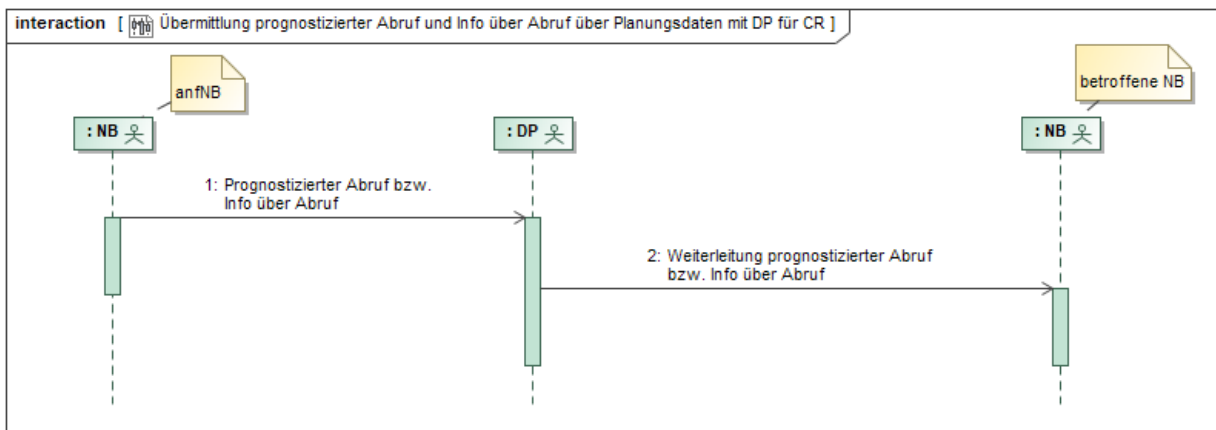 interaction [ Übermittlung prognostizierter Abruf und Info über Abruf über Planungsdaten mit DP für CR ]
anfNB
betroffene NB
: NB
: DP
: NB
1: Prognostizierter Abruf bzw.
Info über Abruf
2: Weiterleitung prognostizierter Abruf
bzw. Info über Abruf